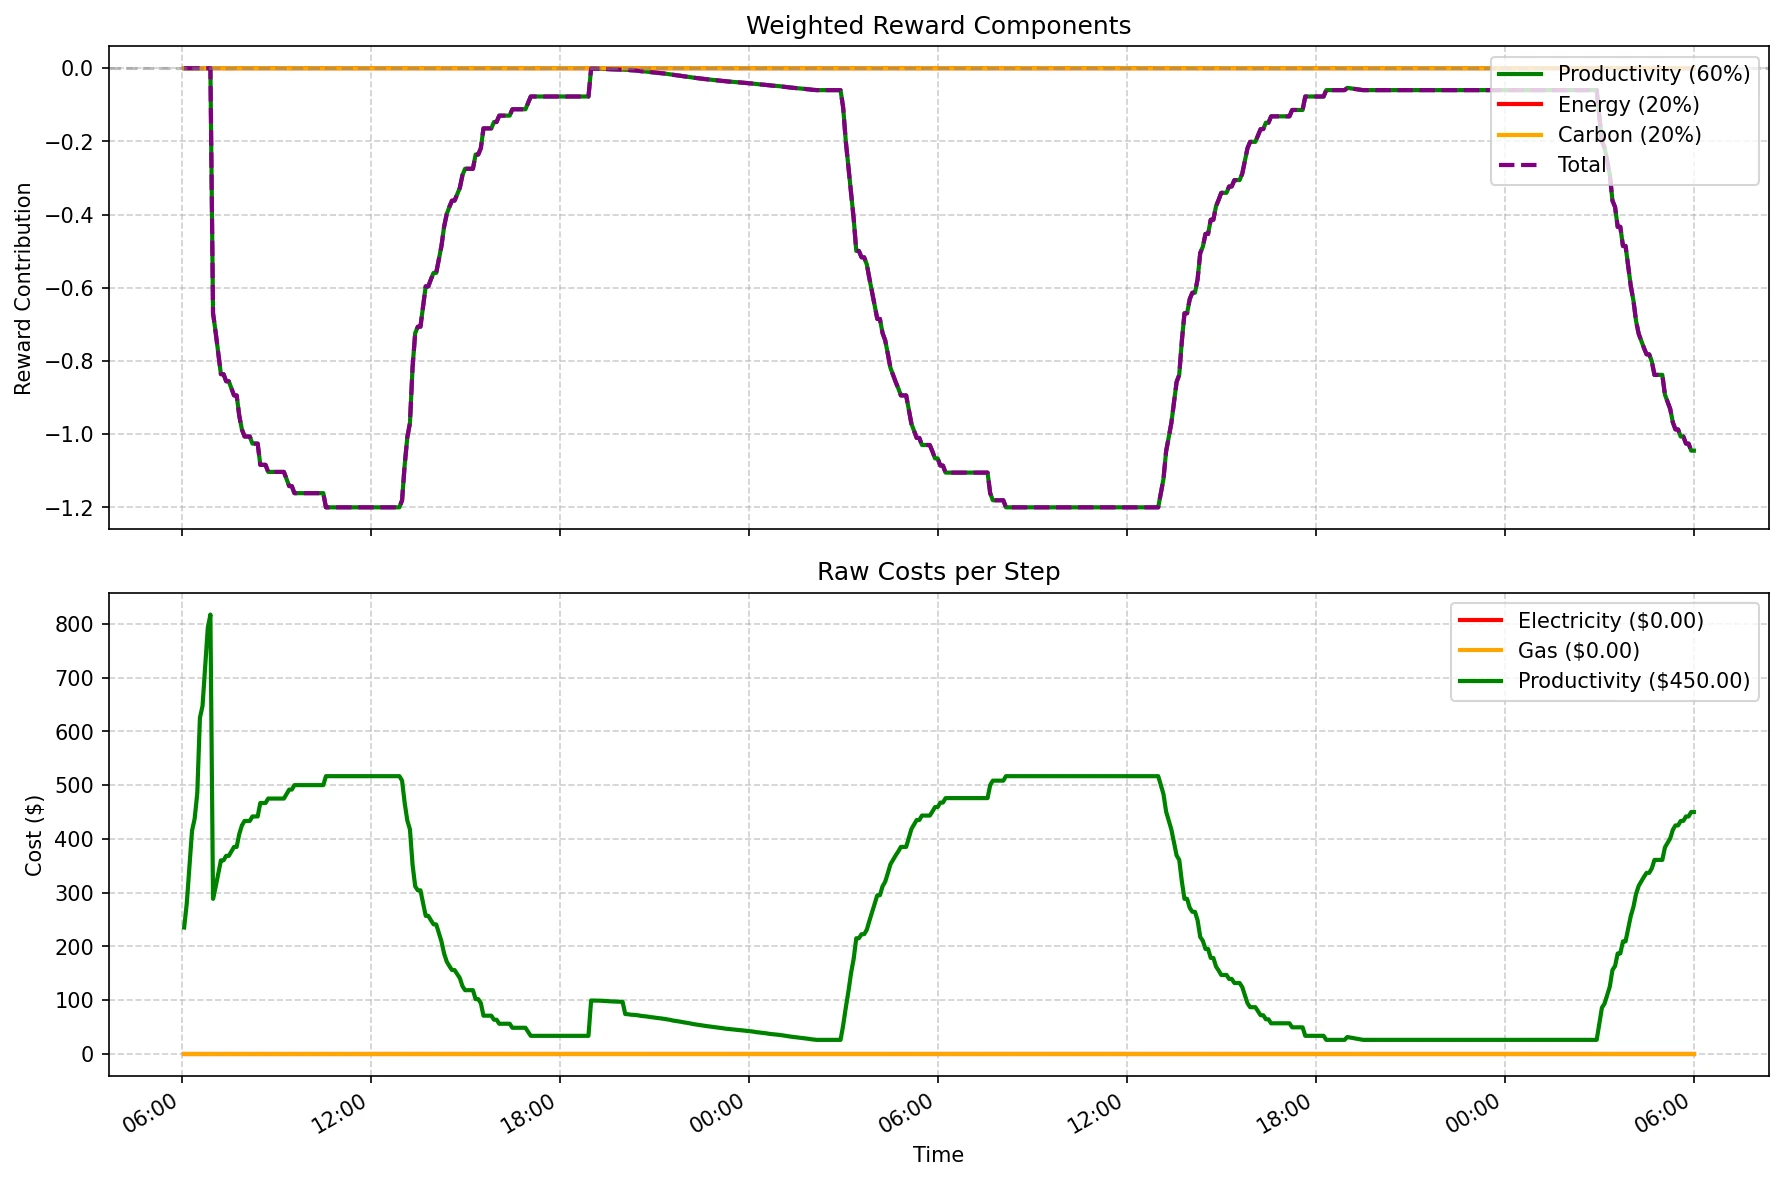 Weighted Reward Components
Reward Contribution
0.0
−0.2
−0.4
−0.6
−0.8
−1.0
−1.2
Productivity (60%)
Energy (20%)
Carbon (20%)
Total
Raw Costs per Step
Cost ($)
800
700
600
500
400
300
200
100
0
Electricity ($0.00)
Gas ($0.00)
Productivity ($450.00)
06:00
12:00
18:00
00:00
06:00
12:00
18:00
00:00
06:00
Time